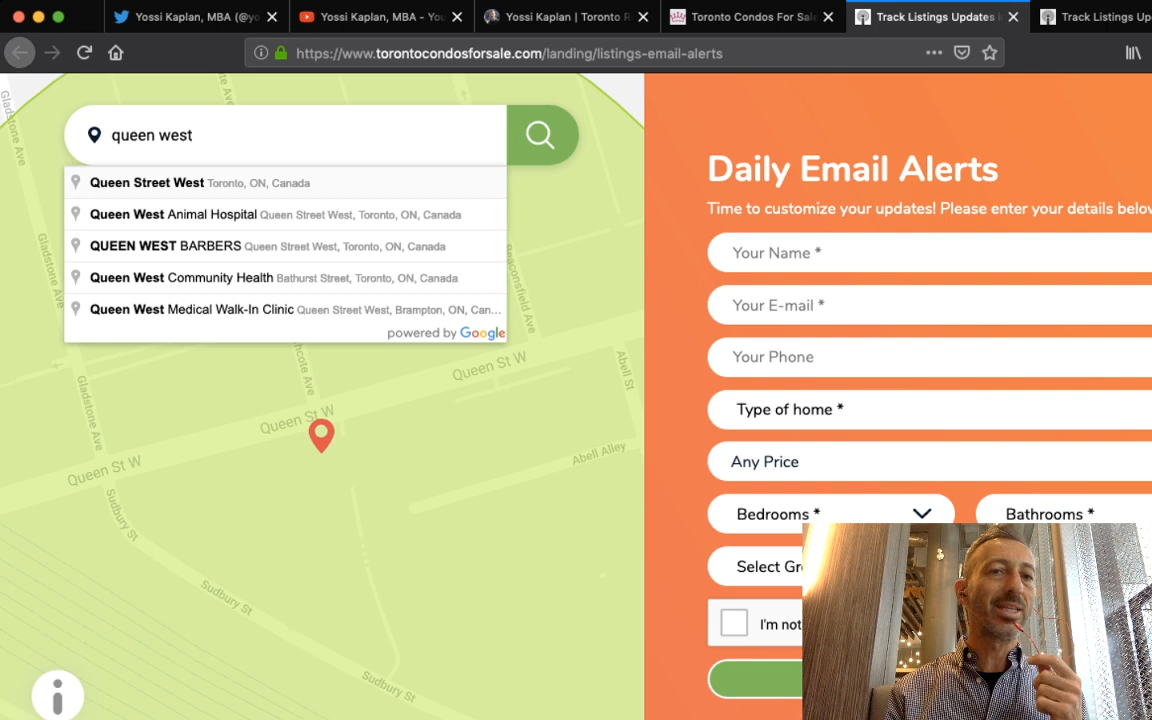 Yossi Kaplan, MBA (@yo
Yossi Kaplan, MBA - You
Yossi Kaplan | Toronto R
Toronto Condos For Sale
Track Listings Updates i
Track Listings Up
https://www.torontocondosforsale.com/landing/listings-email-alerts
queen west
Queen Street West Toronto, ON, Canada
Queen West Animal Hospital Queen Street West, Toronto, ON, Canada
QUEEN WEST BARBERS Queen Street West, Toronto, ON, Canada
Queen West Community Health Bathurst Street, Toronto, ON, Canada
Queen West Medical Walk-In Clinic Queen Street West, Brampton, ON, Can...
powered by Google
Gladstone Ave
Gladstone Ave
Gladstone Ave
Beaconsfield Ave
Abell St
Queen St W
Queen St W
Queen St W
Abell Alley
Sudbury St
Sudbury St
Sudbury St
Daily Email Alerts
Time to customize your updates! Please enter your details below
Your Name *
Your E-mail *
Your Phone
Type of home *
Any Price
Bedrooms *
Bathrooms *
Select Gr
I'm not